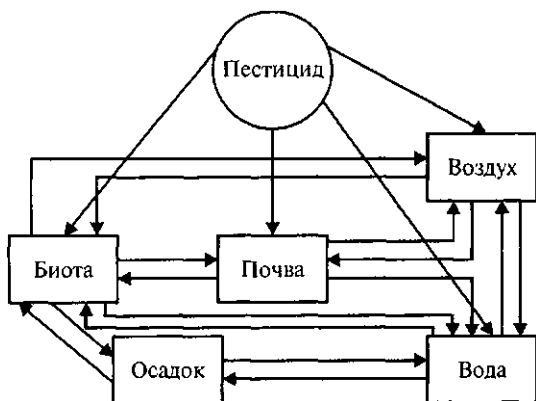 Пестицид
Воздух
Биота
Почва
Осадок
Вода